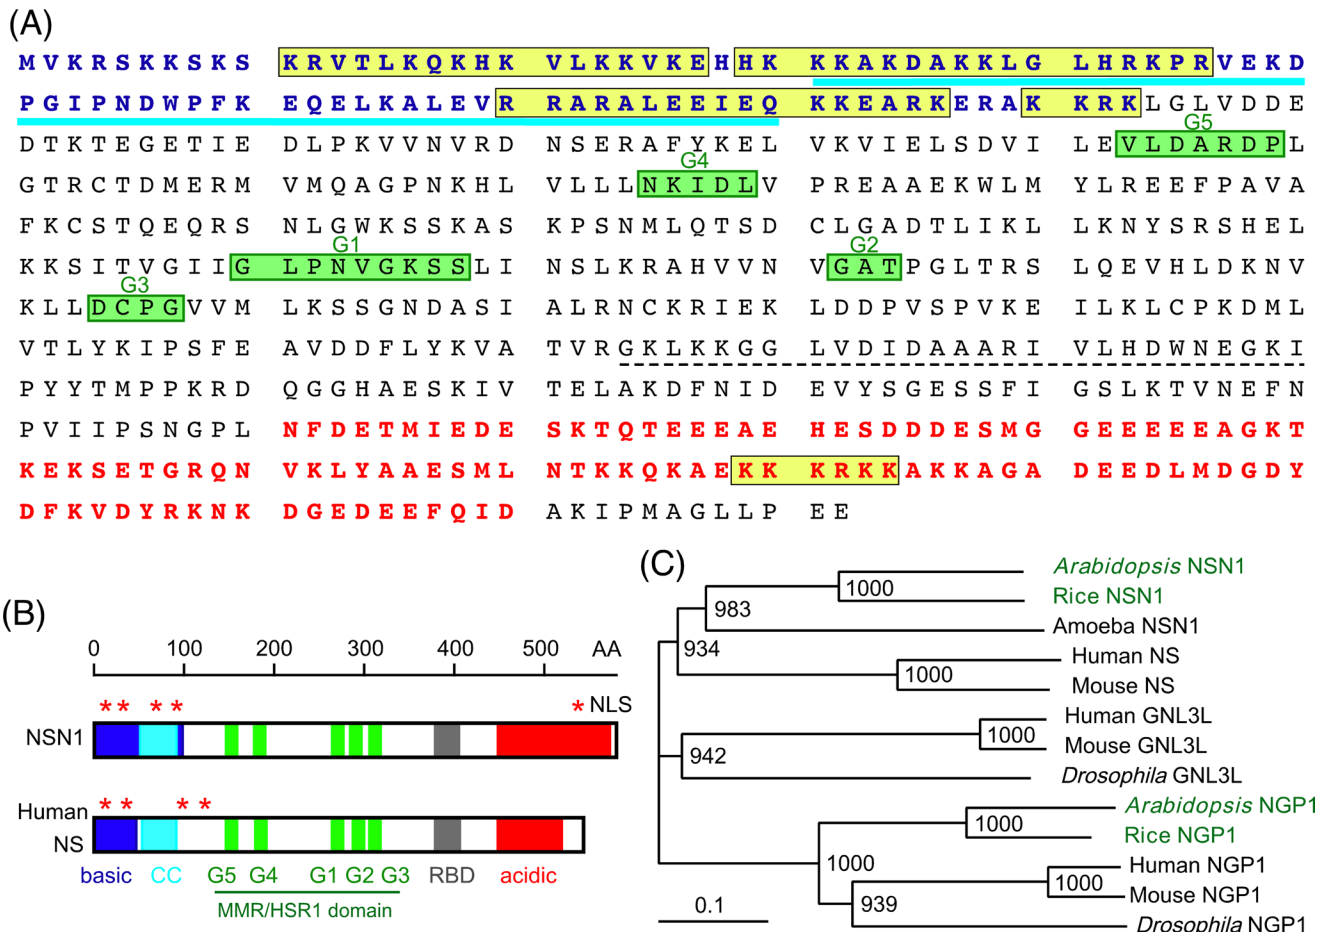 (A)
MVKRSKKSKS KRVTLKQKHK VLKKVKEHHK KKAKDAKKLG LHRKPRVEKD
PGIPNDWPFK EQELKALEVR RARALEEIEQ KKEARKERAK KRKLGLVDDE
G5
DTKTEGETIE DLPKVVNVRD NSERAFYKEL VKVIELSDVI LEVLDARDPL
G4
GTRCTDMERM VMQAGPNKHL VLLLNKIDLV PREAAEKWLM YLREEFPAVA
FKCSTQEQRS NLGWKSSKAS KPSNMLQTSD CLGADTLIKL LKNYSRSHEL
G1 G2
KKSITVGIIG LPNVGKSSLI NSLKRAHVVN VGATPGLTRS LQEVHLDKNV
G3
KLLDCPGVVM LKSSGNDASI ALRNCKRIEK LDDPVSPVKE ILKLCPKDML
VTLYKIPSFE AVDDFLYKVA TVRGKLKKGG LVDIDAAARI VLHDWNEGKI
PYYTMPPKRD QGGHAESKIV TELAKDFNID EVYSGESSFI GSLKTVNEFN
PVIIPSNGPL NFDETMIEDE SKTQTEEEAE HESDDDESMG GEEEEEAGKT
KEKSETGRQN VKLYAAESML NTKKQKAEKK KRKKAKKAGA DEEDLMDGDY
DFKVDYRKNK DGEDEEFQID AKIPMAGLLP EE
(B)
0 100 200 300 400 500 AA
* * * * * NLS
NSN1
* * * *
Human
NS
basic CC G5 G4 G1 G2 G3 RBD acidic
MMR/HSR1 domain
(C)
Arabidopsis NSN1
1000
Rice NSN1
983
Amoeba NSN1
934
Human NS
1000
Mouse NS
Human GNL3L
1000
Mouse GNL3L
942
Drosophila GNL3L
Arabidopsis NGP1
1000
Rice NGP1
1000
Human NGP1
1000
Mouse NGP1
939
0.1
Drosophila NGP1